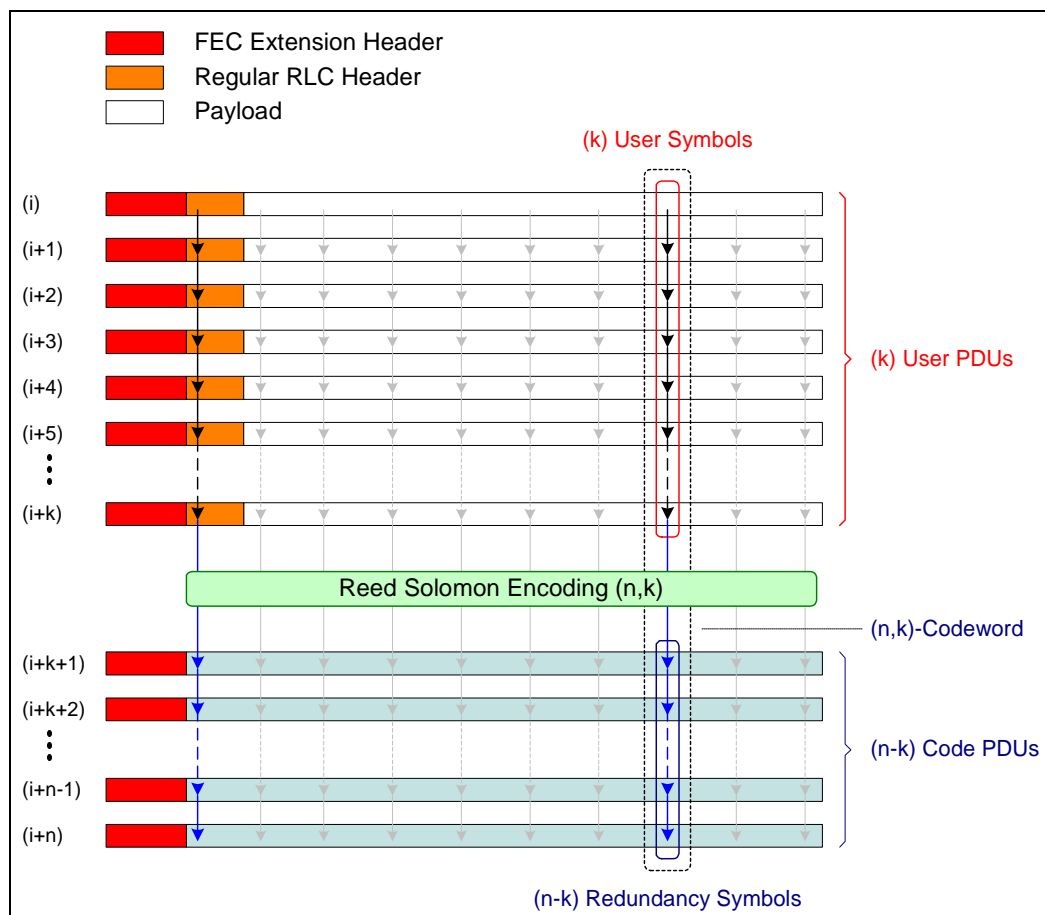 FEC Extension Header
Regular RLC Header
Payload
(k) User Symbols
(i)
(i+1)
(i+2)
(i+3)
(k) User PDUs
(i+4)
(i+5)
(i+k)
Reed Solomon Encoding (n,k)
(n,k)-Codeword
(i+k+1)
(i+k+2)
(n-k) Code PDUs
(i+n-1)
(i+n)
(n-k) Redundancy Symbols